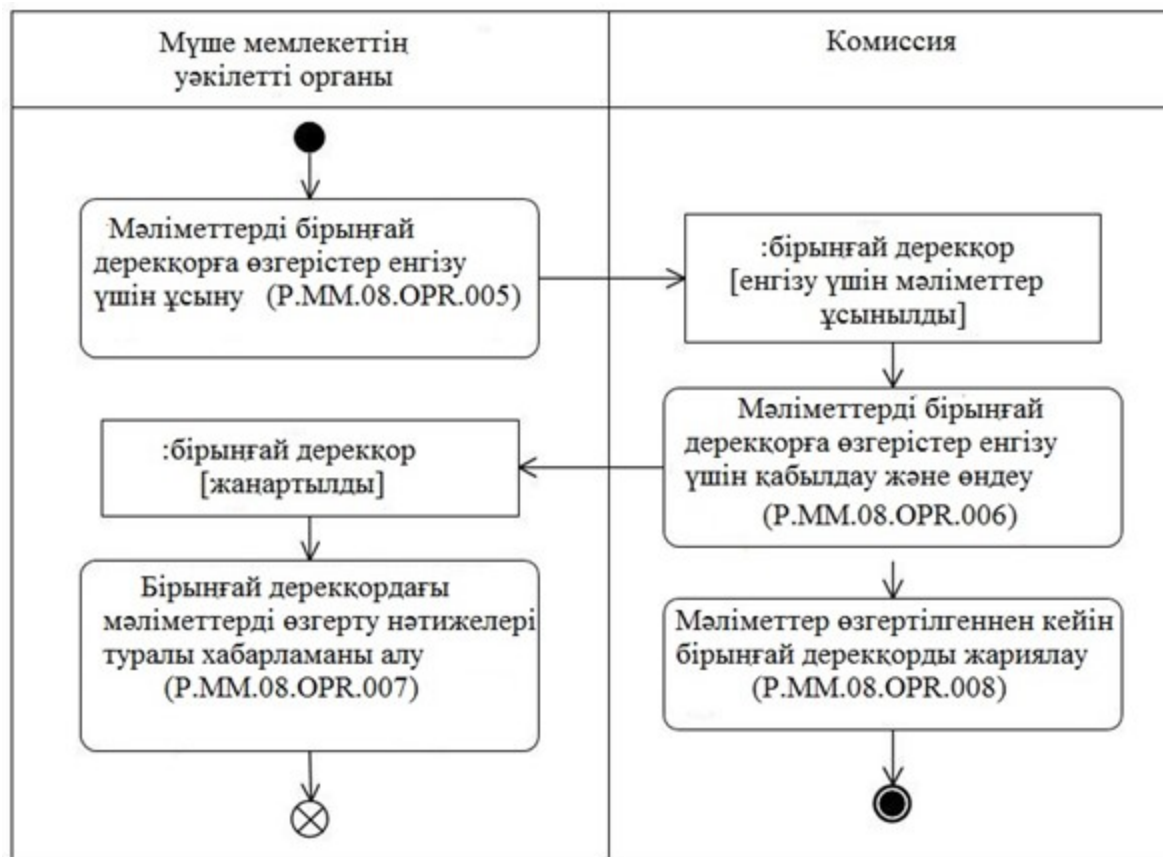 Мүше мемлекеттің
уәкілетті органы
Комиссия
Мәліметтерді бірыңғай
дерекқорға өзгерістер енгізу
үшін ұсыну (P.MM.08.OPR.005)
:бірыңғай дерекқор
[енгізу үшін мәліметтер
ұсынылды]
Мәліметтерді бірыңғай
дерекқорға өзгерістер енгізу
үшін қабылдау және өңдеу
(P.MM.08.OPR.006)
:бірыңғай дерекқор
[жаңартылды]
Бірыңғай дерекқордағы
мәліметтерді өзгерту нәтижелері
туралы хабарламаны алу
(P.MM.08.OPR.007)
Мәліметтер өзгертілгеннен кейін
бірыңғай дерекқорды жариялау
(P.MM.08.OPR.008)